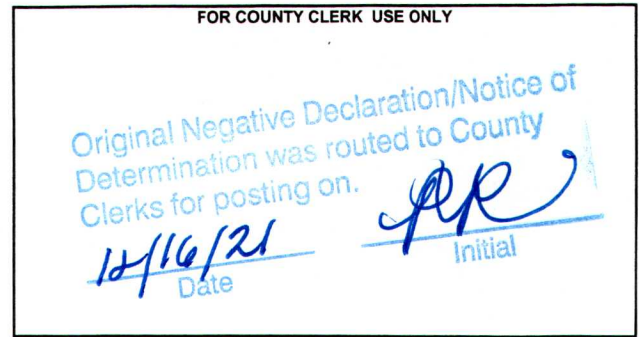 FOR COUNTY CLERK USE ONLY
Original Negative Declaration/Notice of
Determination was routed to County
Clerks for posting on.
12/16/21
Date
Initial